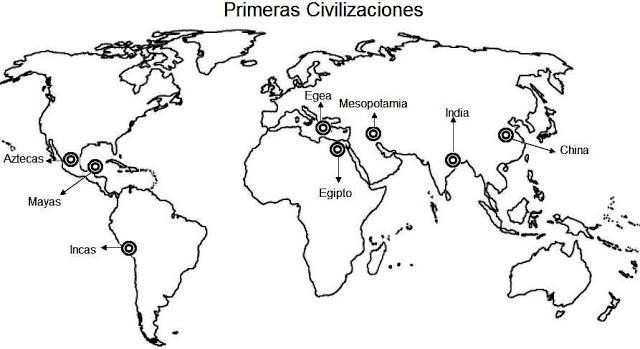 Primeras Civilizaciones
Egea
Mesopotamia
India
China
Aztecas
Mayas
Egipto
Incas